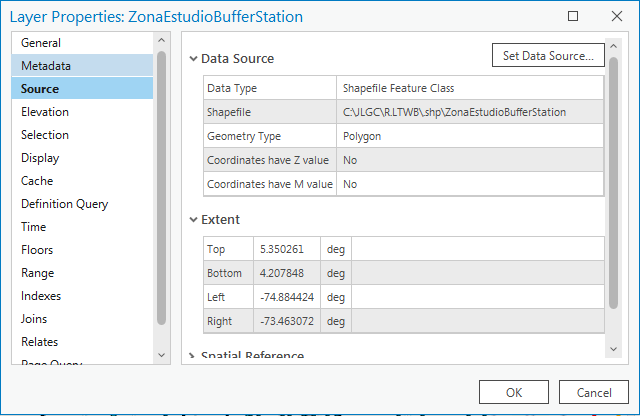 Layer Properties: ZonaEstudioBufferStation
General
Metadata
Source
Elevation
Selection
Display
Cache
Definition Query
Time
Floors
Range
Indexes
Joins
Relates
Page Query
Data Source
Set Data Source...
Data Type Shapefile Feature Class
Shapefile C:\JLGC\R.LTWB\.shp\ZonaEstudioBufferStation
Geometry Type Polygon
Coordinates have Z value No
Coordinates have M value No
Extent
Top 5.350261 deg
Bottom 4.207848 deg
Left -74.884424 deg
Right -73.463072 deg
Spatial Reference
OK Cancel